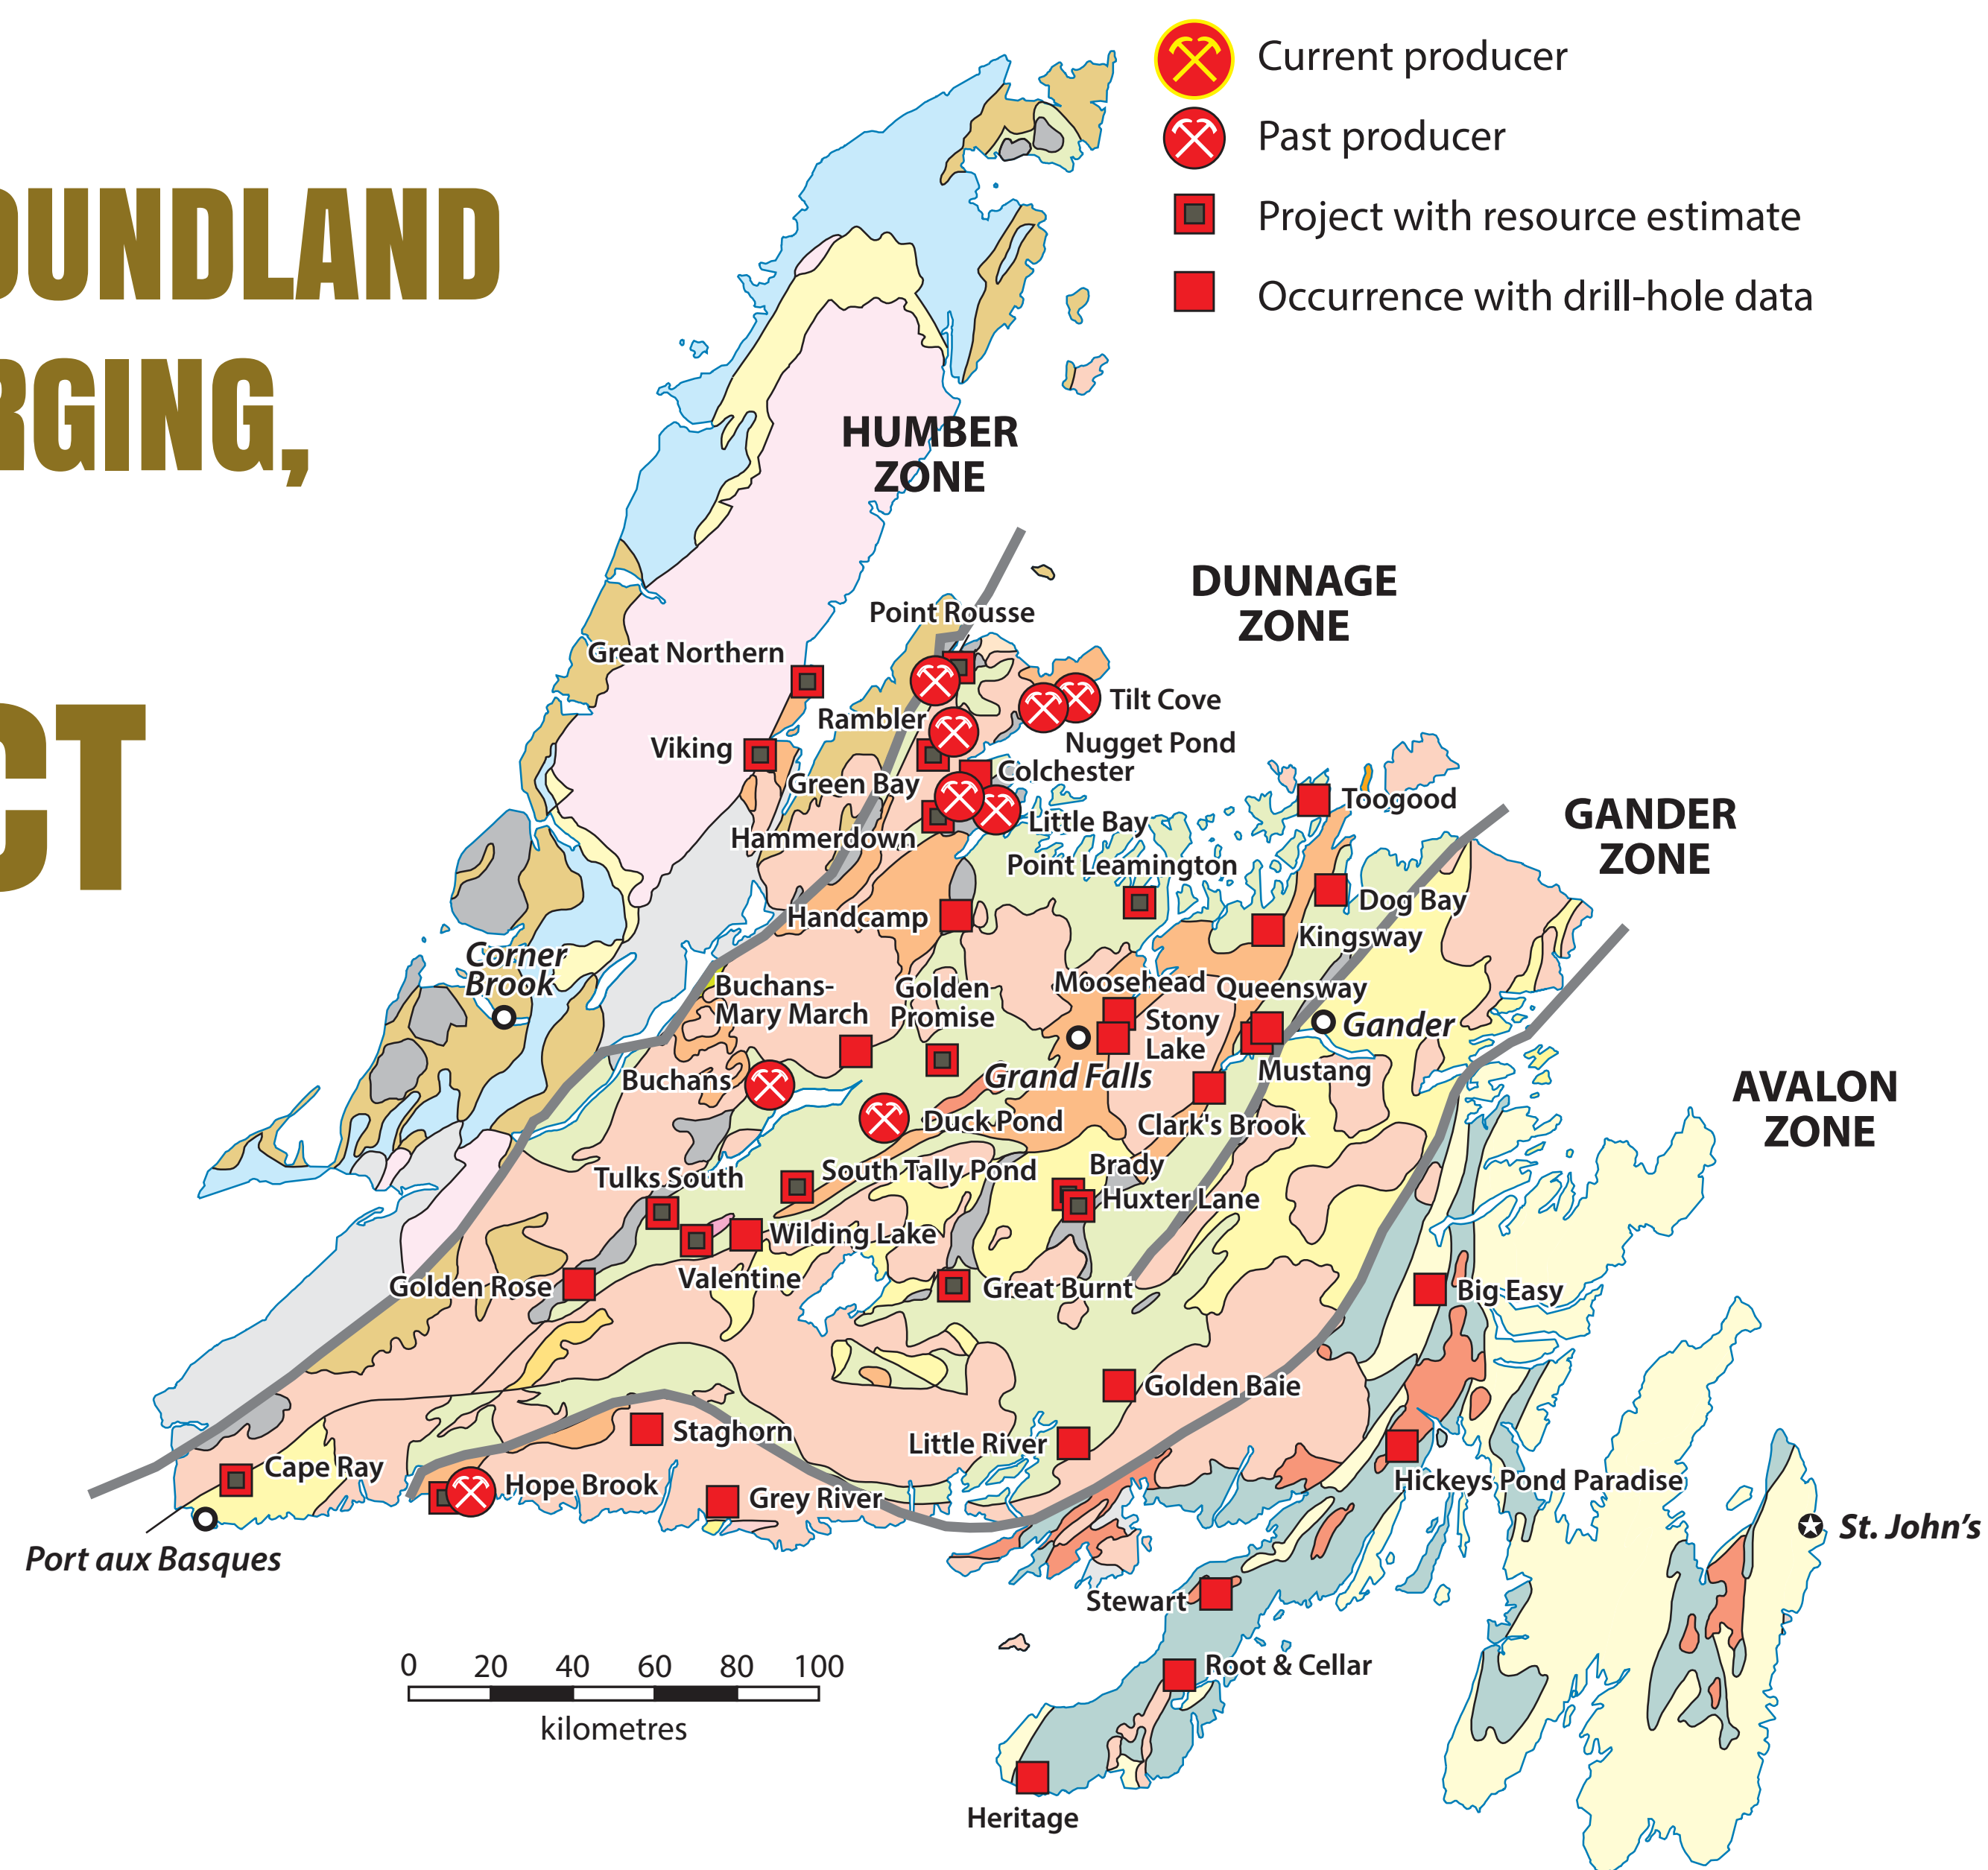 OUNDLAND
RGING,
CT
Current producer
Past producer
Project with resource estimate
Occurrence with drill-hole data
HUMBER
ZONE
DUNNAGE
ZONE
GANDER
ZONE
AVALON
ZONE
Point Rousse
Great Northern
Rambler
Tilt Cove
Viking
Nugget Pond
Colchester
Green Bay
Toogood
Little Bay
Hammerdown
Point Leamington
Dog Bay
Handcamp
Kingsway
Corner
Brook
Buchans-
Mary March
Golden
Promise
Moosehead
Queensway
Stony
Lake
Gander
Grand Falls
Mustang
Buchans
Duck Pond
Clark's Brook
Tulks South
South Tally Pond
Brady
Huxter Lane
Wilding Lake
Valentine
Golden Rose
Great Burnt
Big Easy
Golden Baie
Staghorn
Little River
Cape Ray
Hope Brook
Grey River
Hickeys Pond Paradise
Port aux Basques
St. John's
Stewart
Root & Cellar
0 20 40 60 80 100
kilometres
Heritage